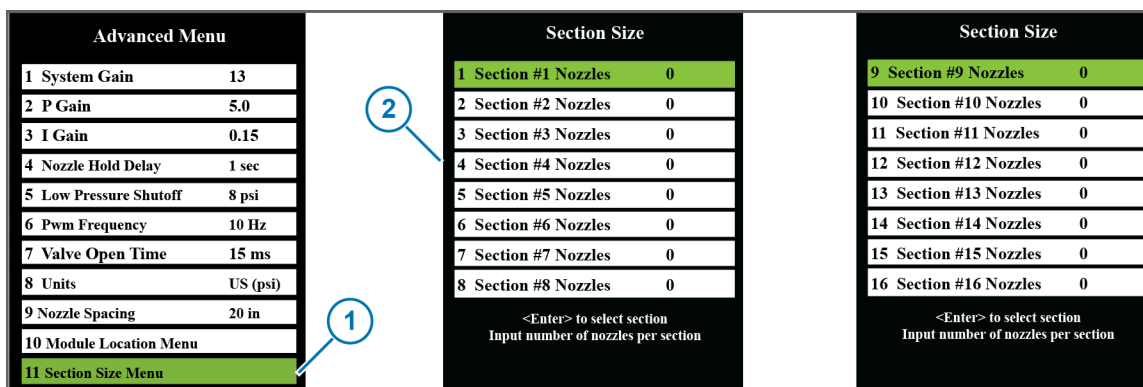 Advanced Menu
1 System Gain 13
2 P Gain 5.0
3 I Gain 0.15
4 Nozzle Hold Delay 1 sec
5 Low Pressure Shutoff 8 psi
6 Pwm Frequency 10 Hz
7 Valve Open Time 15 ms
8 Units US (psi)
9 Nozzle Spacing 20 in
10 Module Location Menu
11 Section Size Menu
1
2
Section Size
1 Section #1 Nozzles 0
2 Section #2 Nozzles 0
3 Section #3 Nozzles 0
4 Section #4 Nozzles 0
5 Section #5 Nozzles 0
6 Section #6 Nozzles 0
7 Section #7 Nozzles 0
8 Section #8 Nozzles 0
<Enter> to select section
Input number of nozzles per section
Section Size
9 Section #9 Nozzles 0
10 Section #10 Nozzles 0
11 Section #11 Nozzles 0
12 Section #12 Nozzles 0
13 Section #13 Nozzles 0
14 Section #14 Nozzles 0
15 Section #15 Nozzles 0
16 Section #16 Nozzles 0
<Enter> to select section
Input number of nozzles per section